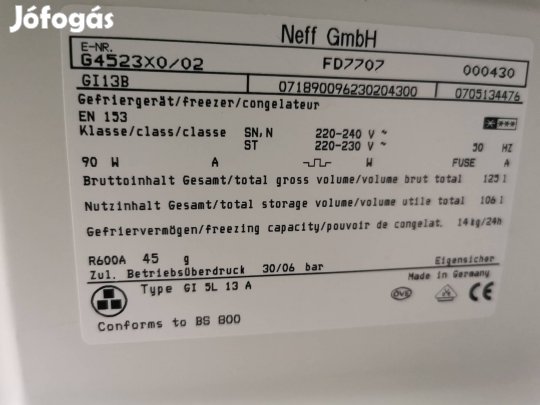 Jófogás
Neff GmbH
E-NR.
G4523X0/02 FD7707 000430
GI13B 071890096230204300 0705134476
Gefriergerät/freezer/congelateur
EN 153
Klasse/class/classe SN,N 220-240 V ~
ST 220-230 V ~ 50 HZ
90 W A W FUSE A
Bruttoinhalt Gesamt/total gross volume/volume brut total 125 l
Nutzinhalt Gesamt/total storage volume/volume utile total 106 l
Gefriervermögen/freezing capacity/pouvoir de congelat. 14 kg/24h
R600A 45 g
Zul. Betriebsüberdruck 30/06 bar Eigensicher
Type GI 5L 13 A Made in Germany
ÖVE CE
Conforms to BS 800